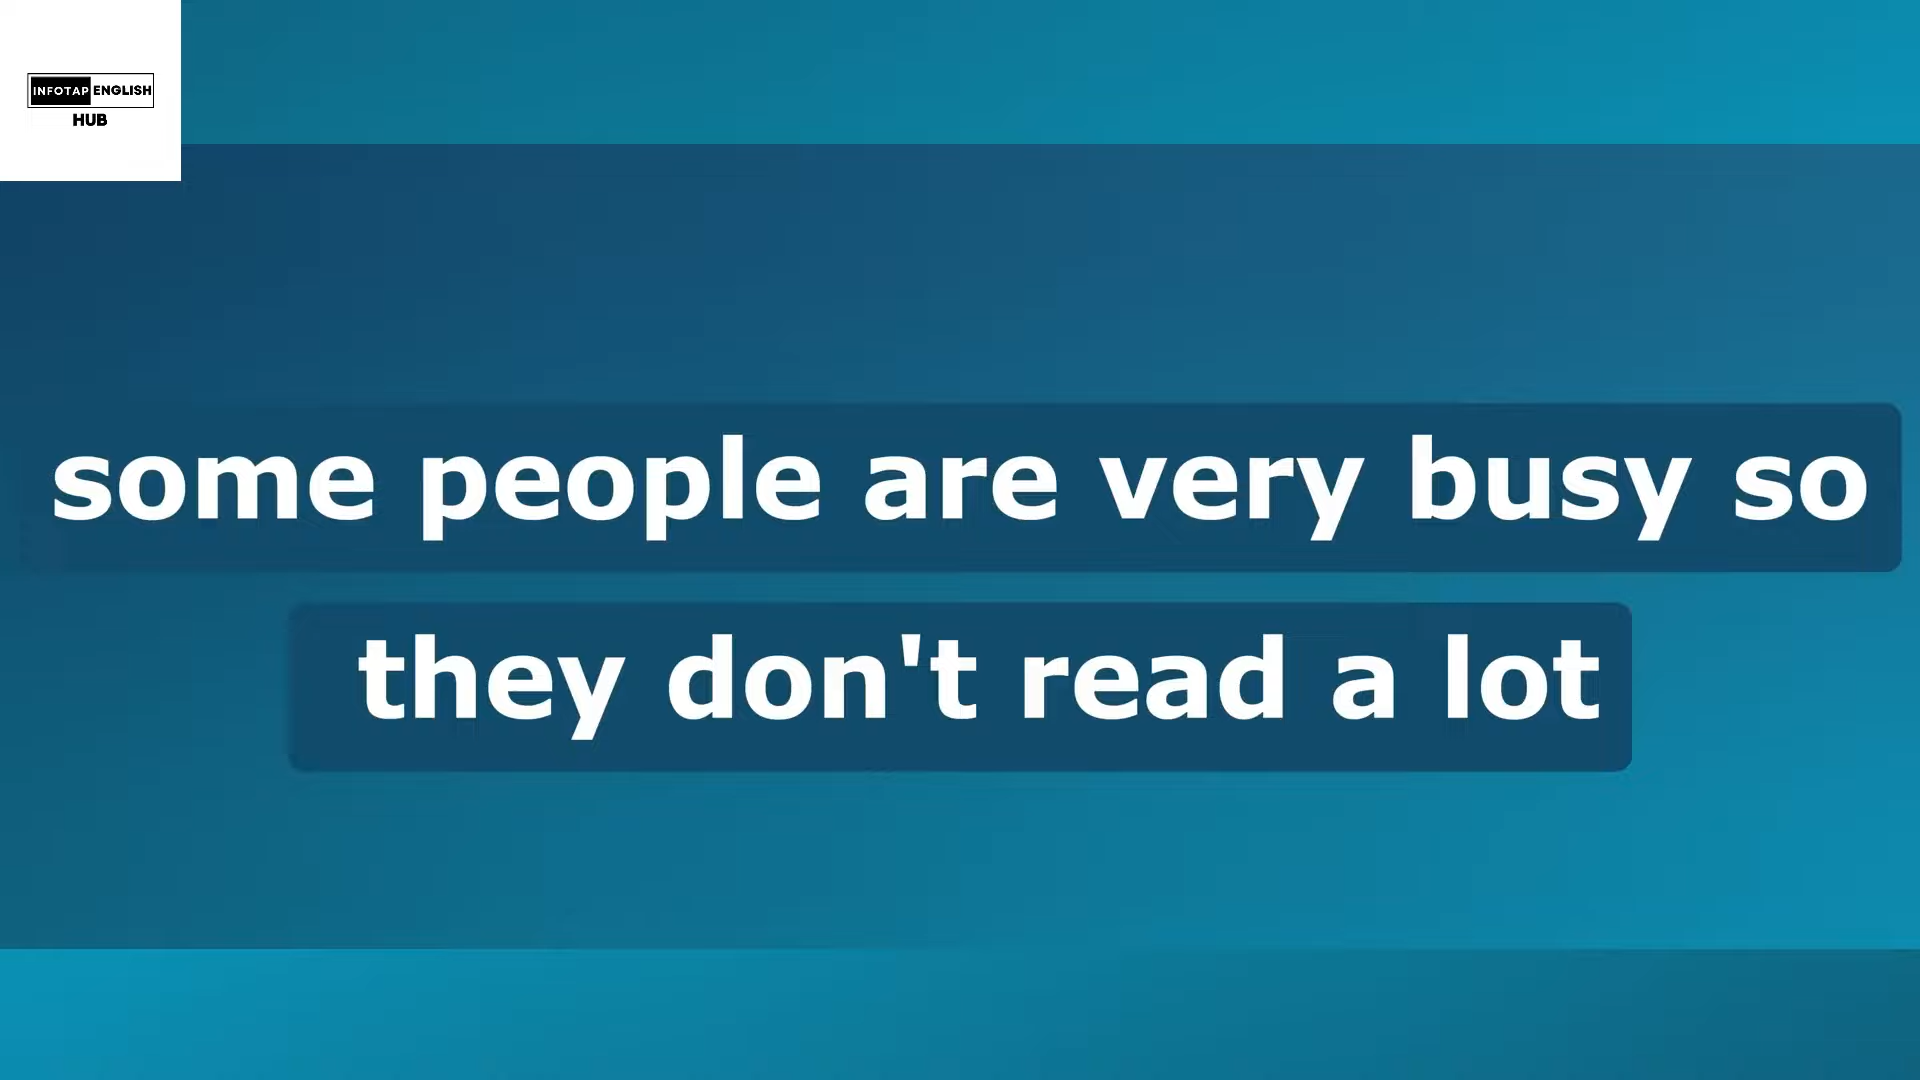 INFOTAP ENGLISH
HUB
some people are very busy so
they don't read a lot